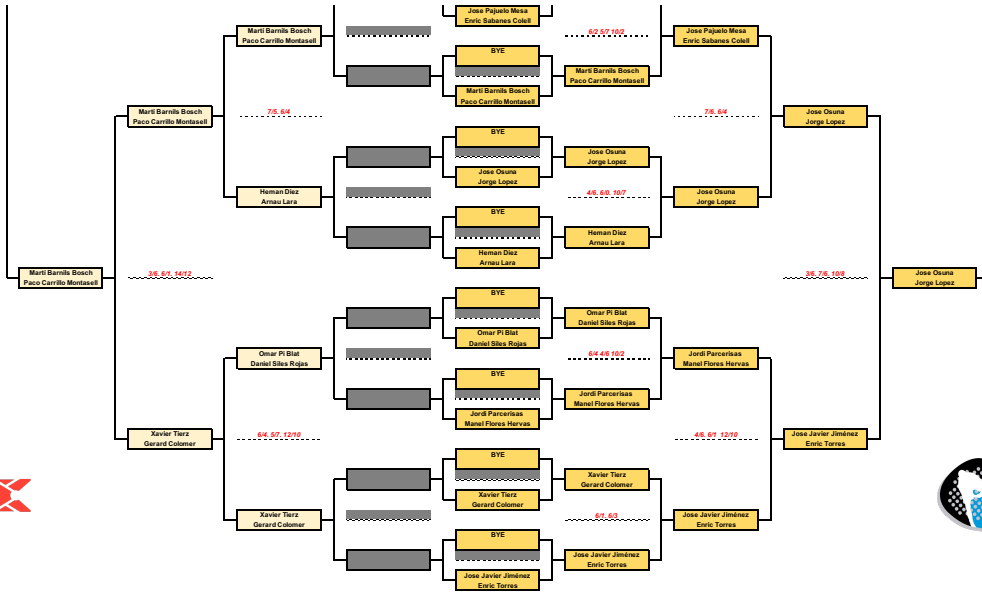 Jose Pajuelo Mesa
Enric Sabanes Colell
Marti Barnils Bosch
Paco Carrillo Montasell
6/2 5/7 10/2
Jose Pajuelo Mesa
Enric Sabanes Colell
BYE
Marti Barnils Bosch
Paco Carrillo Montasell
Marti Barnils Bosch
Paco Carrillo Montasell
Marti Barnils Bosch
Paco Carrillo Montasell
7/5. 6/4
7/6. 6/4
Jose Osuna
Jorge Lopez
BYE
Jose Osuna
Jorge Lopez
Jose Osuna
Jorge Lopez
Hernan Diez
Arnau Lara
4/6. 6/0. 10/7
Jose Osuna
Jorge Lopez
BYE
Hernan Diez
Arnau Lara
Hernan Diez
Arnau Lara
Marti Barnils Bosch
Paco Carrillo Montasell
3/6. 6/1. 14/12
3/6. 7/6. 10/8
Jose Osuna
Jorge Lopez
BYE
Omar Pi Blat
Daniel Siles Rojas
Omar Pi Blat
Daniel Siles Rojas
Omar Pi Blat
Daniel Siles Rojas
6/4 4/6 10/2
Jordi Parcerisas
Manel Flores Hervas
BYE
Jordi Parcerisas
Manel Flores Hervas
Jordi Parcerisas
Manel Flores Hervas
Xavier Tierz
Gerard Colomer
6/4. 5/7. 12/10
4/6. 6/1 12/10
Jose Javier Jiménez
Enric Torres
BYE
Xavier Tierz
Gerard Colomer
Xavier Tierz
Gerard Colomer
Xavier Tierz
Gerard Colomer
6/1. 6/3
Jose Javier Jiménez
Enric Torres
BYE
Jose Javier Jiménez
Enric Torres
Jose Javier Jiménez
Enric Torres